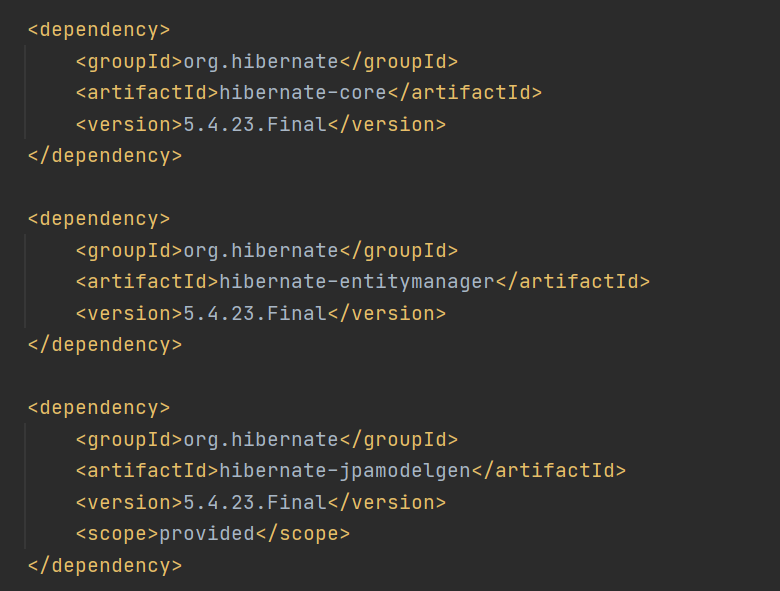 <dependency>
    <groupId>org.hibernate</groupId>
    <artifactId>hibernate-core</artifactId>
    <version>5.4.23.Final</version>
</dependency>

<dependency>
    <groupId>org.hibernate</groupId>
    <artifactId>hibernate-entitymanager</artifactId>
    <version>5.4.23.Final</version>
</dependency>

<dependency>
    <groupId>org.hibernate</groupId>
    <artifactId>hibernate-jpamodelgen</artifactId>
    <version>5.4.23.Final</version>
    <scope>provided</scope>
</dependency>